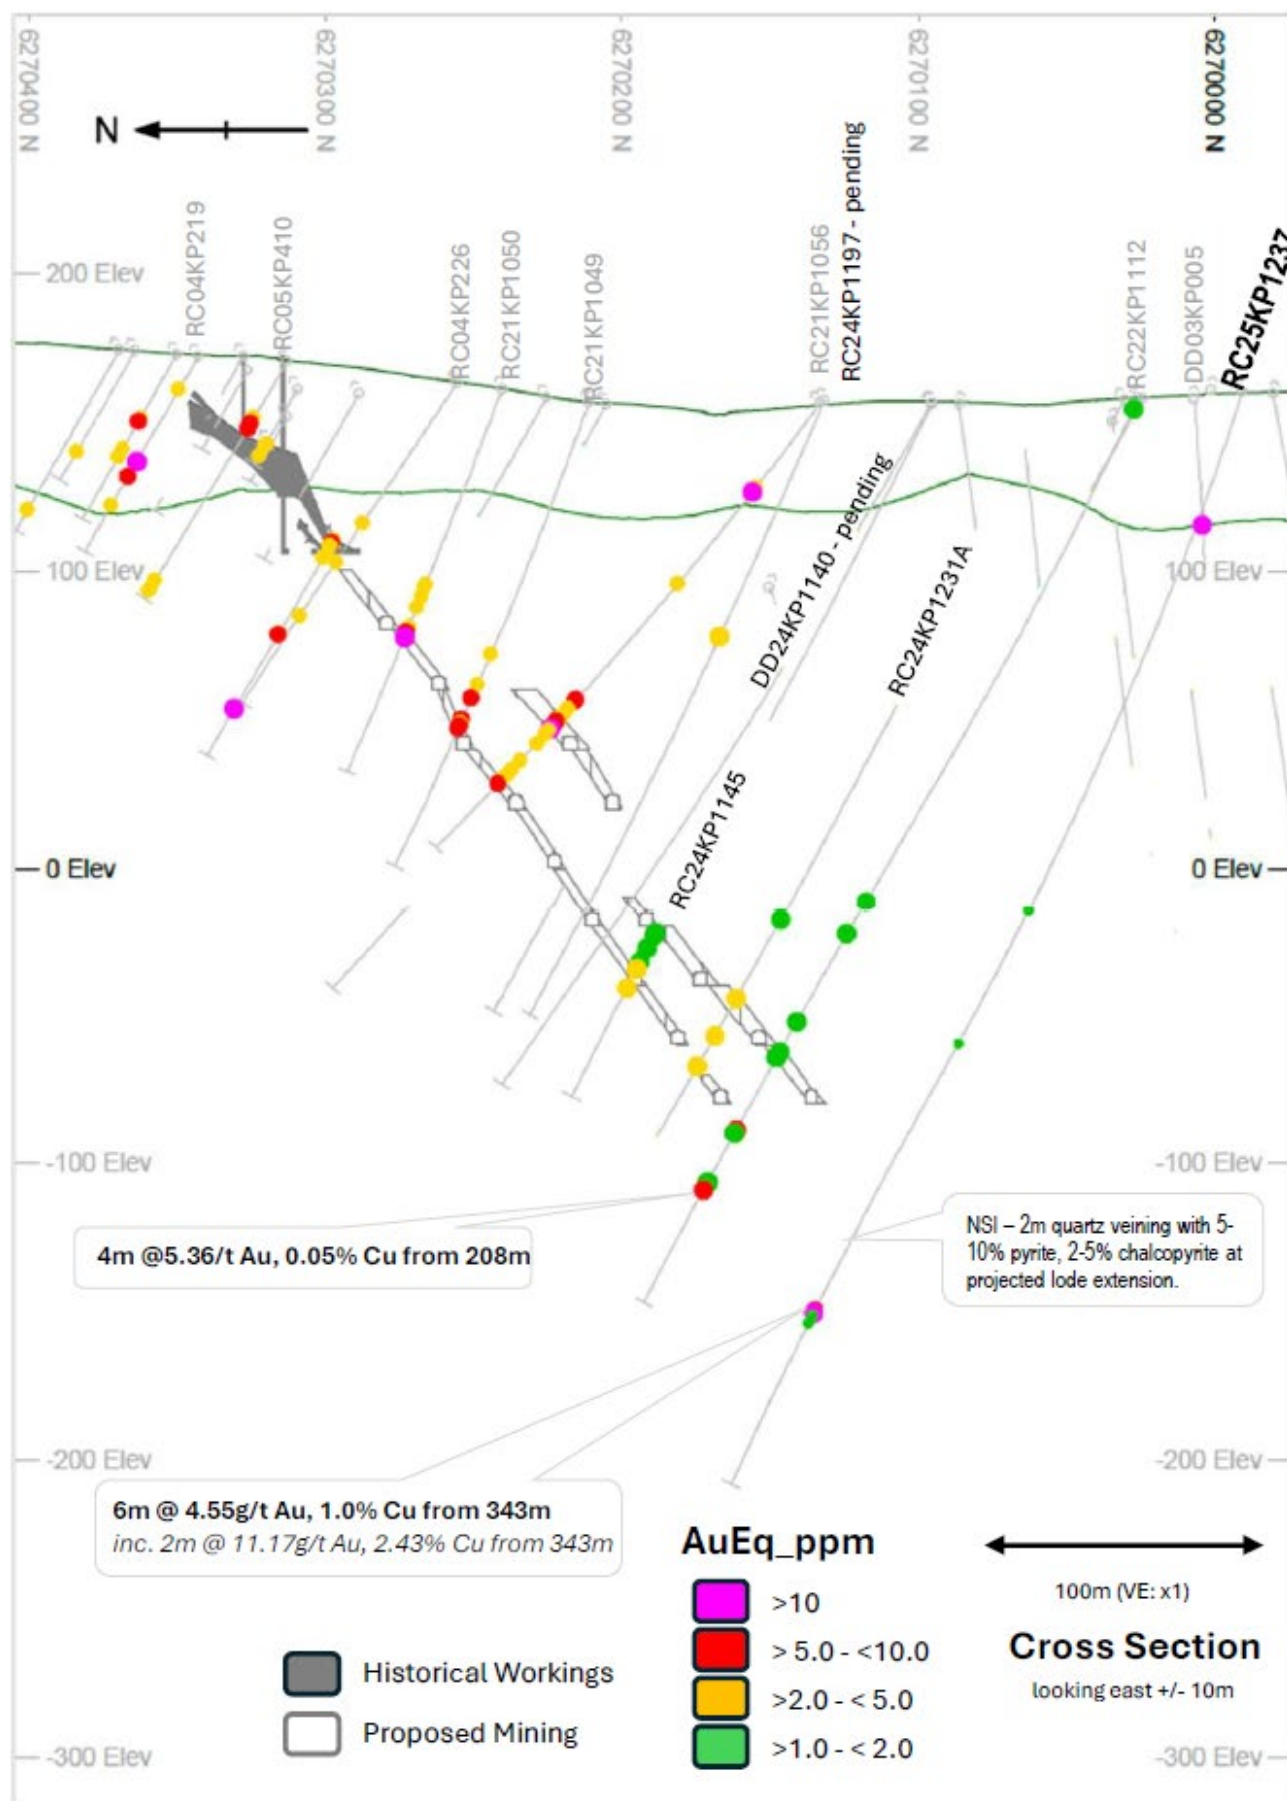 6270400 N
6270300 N
6270200 N
6270100 N
6270000 N
N
RC04KP219
RC05KP410
RC04KP226
RC21KP1050
RC21KP1049
RC21KP1056
RC24KP1197 - pending
RC22KP1112
DD03KP005
RC25KP1237
200 Elev
100 Elev
100 Elev
DD24KP1140 - pending
RC24KP1231A
RC24KP1145
0 Elev
0 Elev
-100 Elev
-100 Elev
4m @5.36/t Au, 0.05% Cu from 208m
NSI – 2m quartz veining with 5-
10% pyrite, 2-5% chalcopyrite at
projected lode extension.
-200 Elev
-200 Elev
6m @ 4.55g/t Au, 1.0% Cu from 343m
inc. 2m @ 11.17g/t Au, 2.43% Cu from 343m
AuEq_ppm
>10
> 5.0 - <10.0
>2.0 - < 5.0
>1.0 - < 2.0
Historical Workings
Proposed Mining
100m (VE: x1)
Cross Section
looking east +/- 10m
-300 Elev
-300 Elev